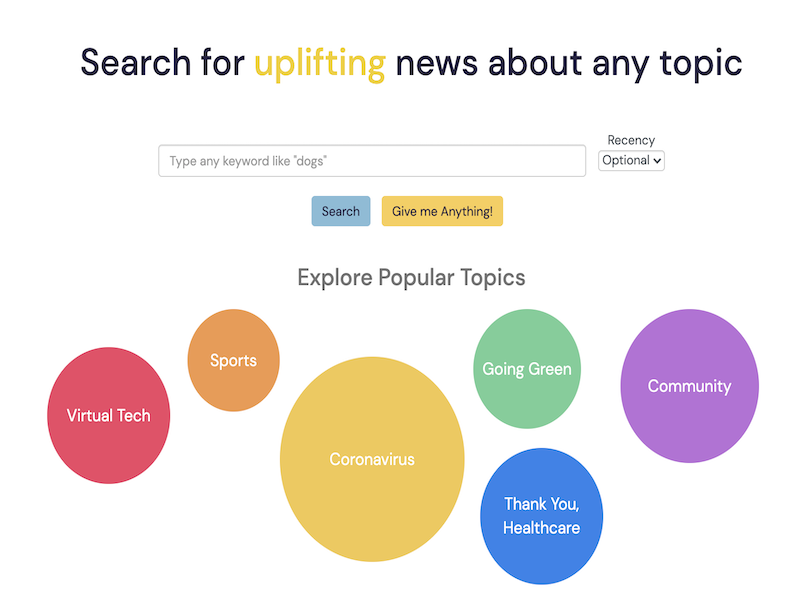 Search for uplifting news about any topic
Recency
Type any keyword like "dogs"
Optional
Search
Give me Anything!
Explore Popular Topics
Virtual Tech
Sports
Coronavirus
Going Green
Thank You,
Healthcare
Community